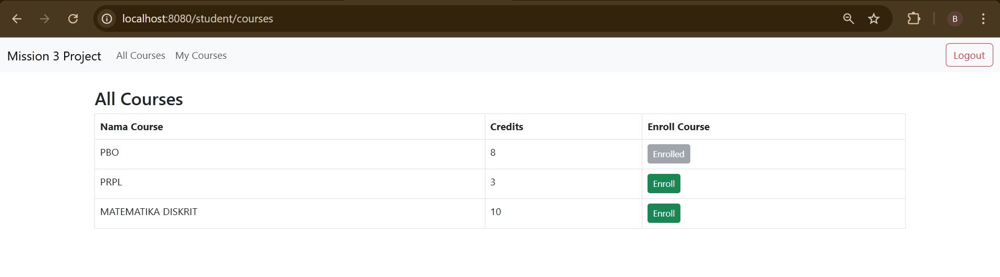 localhost:8080/student/courses
B
Mission 3 Project All Courses My Courses Logout
All Courses
Nama Course Credits Enroll Course
PBO 8 Enrolled
PRPL 3 Enroll
MATEMATIKA DISKRIT 10 Enroll